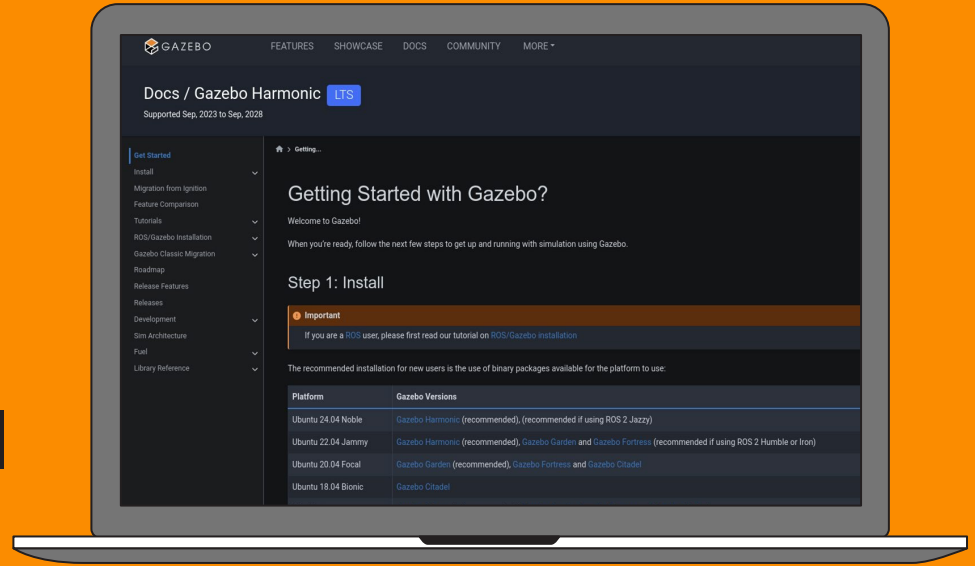 GAZEBO
FEATURES SHOWCASE DOCS COMMUNITY MORE
Docs / Gazebo Harmonic LTS
Supported Sep, 2023 to Sep, 2028
Get Started
Install
Migration from Ignition
Feature Comparison
Tutorials
ROS/Gazebo Installation
Gazebo Classic Migration
Roadmap
Release Features
Releases
Development
Sim Architecture
Fuel
Library Reference
> Getting...
Getting Started with Gazebo?
Welcome to Gazebo!
When you're ready, follow the next few steps to get up and running with simulation using Gazebo.
Step 1: Install
Important
If you are a ROS user, please first read our tutorial on ROS/Gazebo installation
The recommended installation for new users is the use of binary packages available for the platform to use:
Platform Gazebo Versions
Ubuntu 24.04 Noble Gazebo Harmonic (recommended), (recommended if using ROS 2 Jazzy)
Ubuntu 22.04 Jammy Gazebo Harmonic (recommended), Gazebo Garden and Gazebo Fortress (recommended if using ROS 2 Humble or Iron)
Ubuntu 20.04 Focal Gazebo Garden (recommended), Gazebo Fortress and Gazebo Citadel
Ubuntu 18.04 Bionic Gazebo Citadel